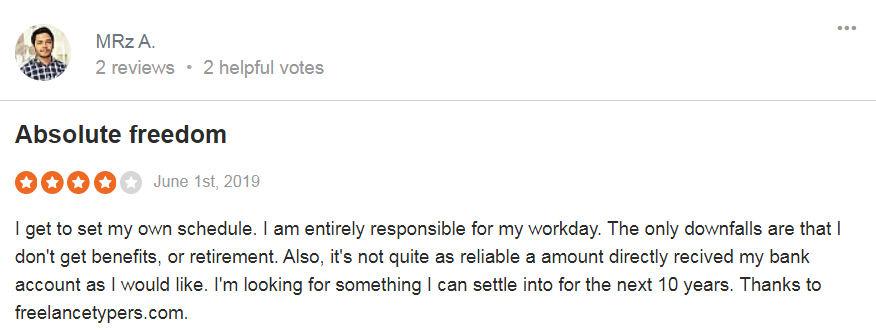 MRz A.
2 reviews • 2 helpful votes
Absolute freedom
June 1st, 2019
I get to set my own schedule. I am entirely responsible for my workday. The only downfalls are that I
don't get benefits, or retirement. Also, it's not quite as reliable a amount directly recived my bank
account as I would like. I'm looking for something I can settle into for the next 10 years. Thanks to
freelancetypers.com.